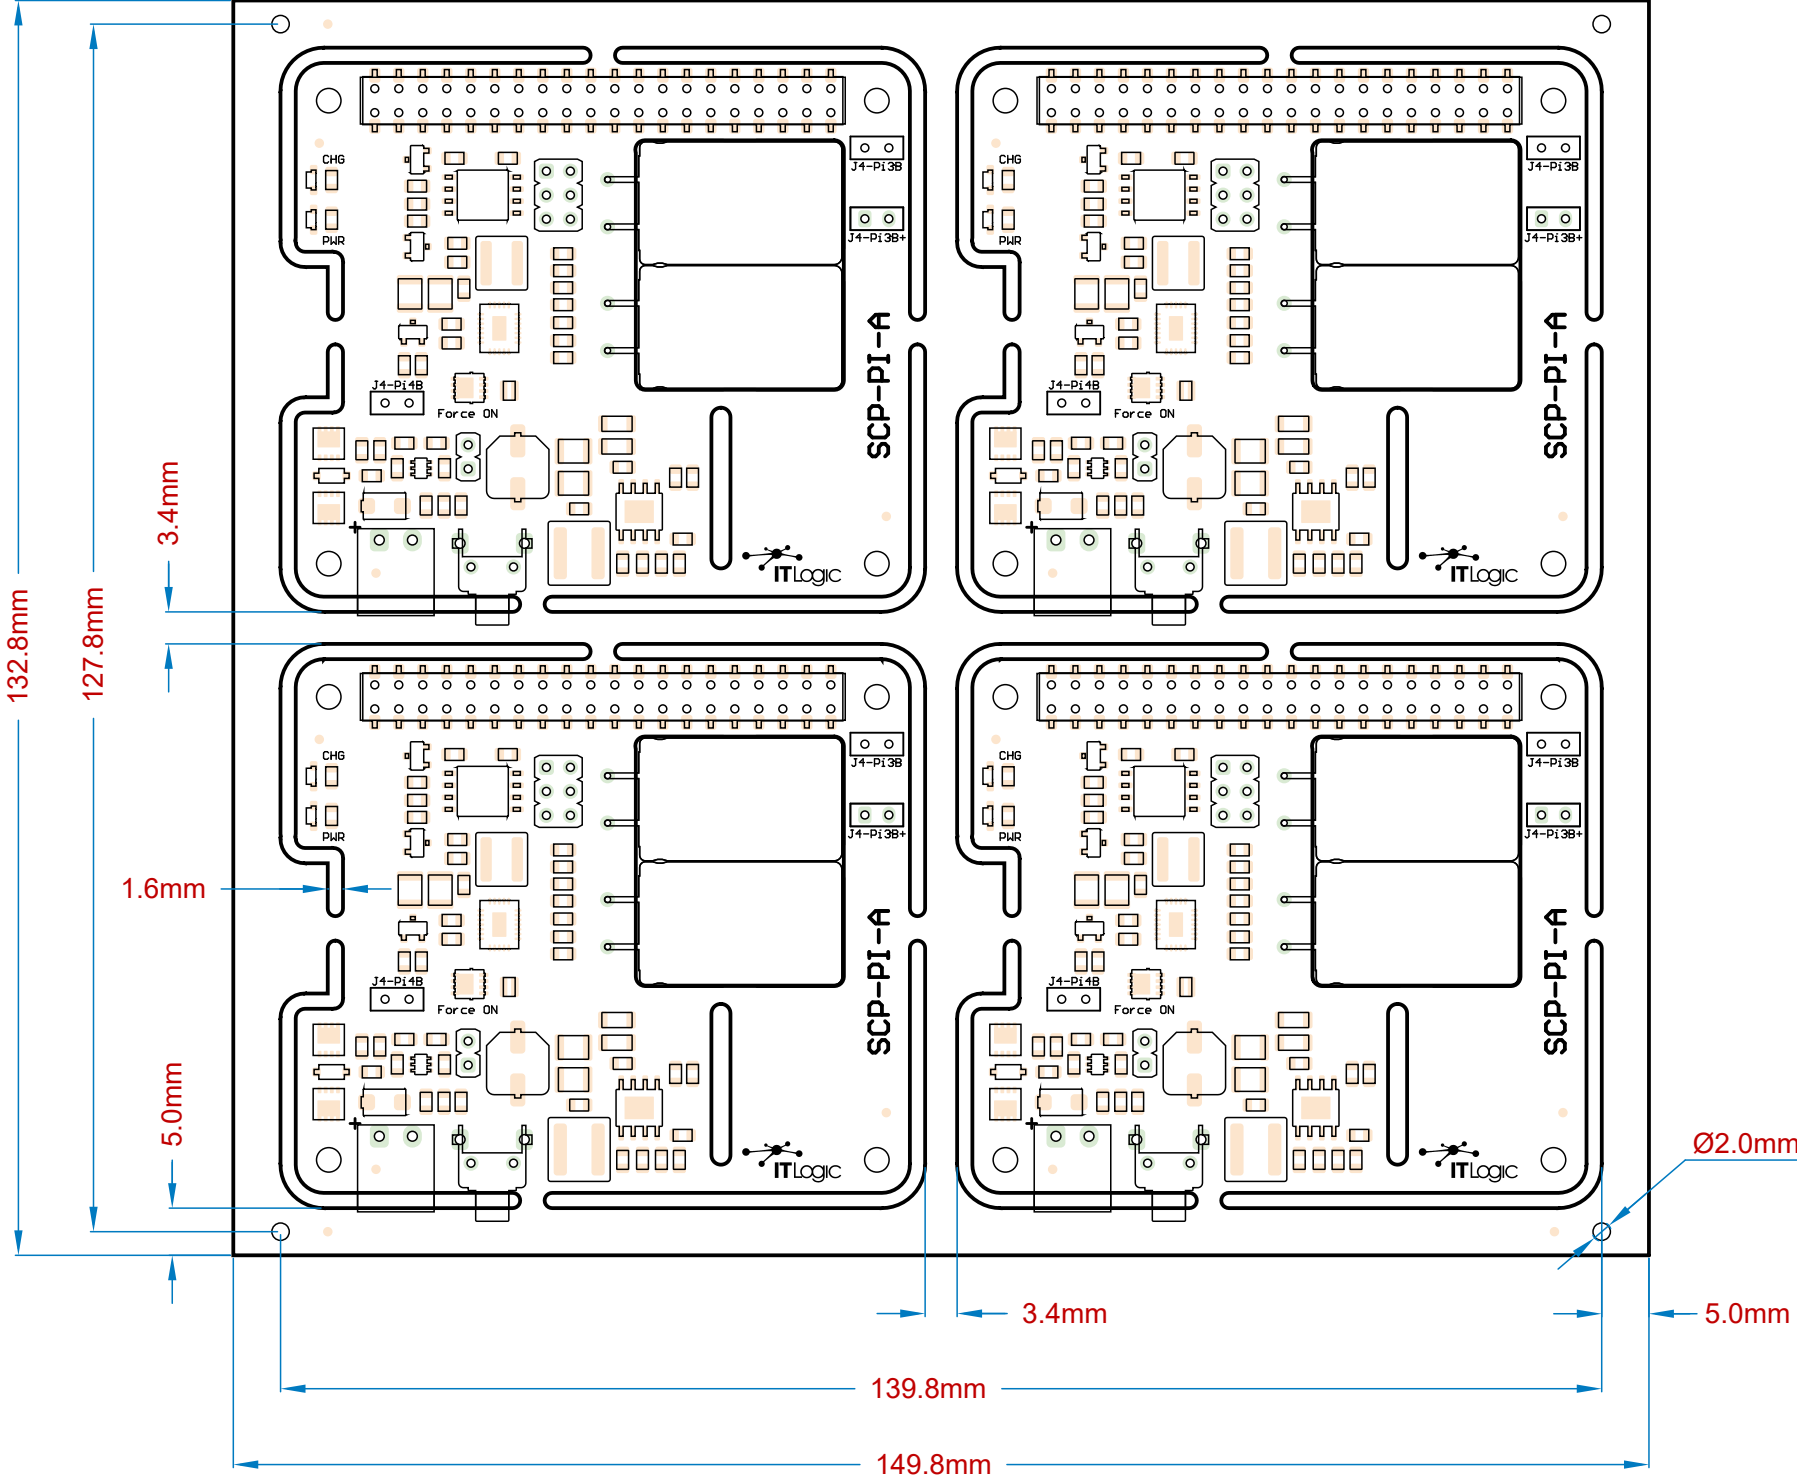 CHG
PWR
J4-Pi3B
J4-Pi3B+
SCP-PI-A
J4-Pi4B
Force ON
+
ITLogic
CHG
PWR
J4-Pi3B
J4-Pi3B+
SCP-PI-A
J4-Pi4B
Force ON
+
ITLogic
3.4mm
132.8mm
127.8mm
CHG
PWR
J4-Pi3B
J4-Pi3B+
1.6mm
SCP-PI-A
J4-Pi4B
Force ON
+
ITLogic
CHG
PWR
J4-Pi3B
J4-Pi3B+
SCP-PI-A
J4-Pi4B
Force ON
+
ITLogic
5.0mm
Ø2.0mm
3.4mm
5.0mm
139.8mm
149.8mm